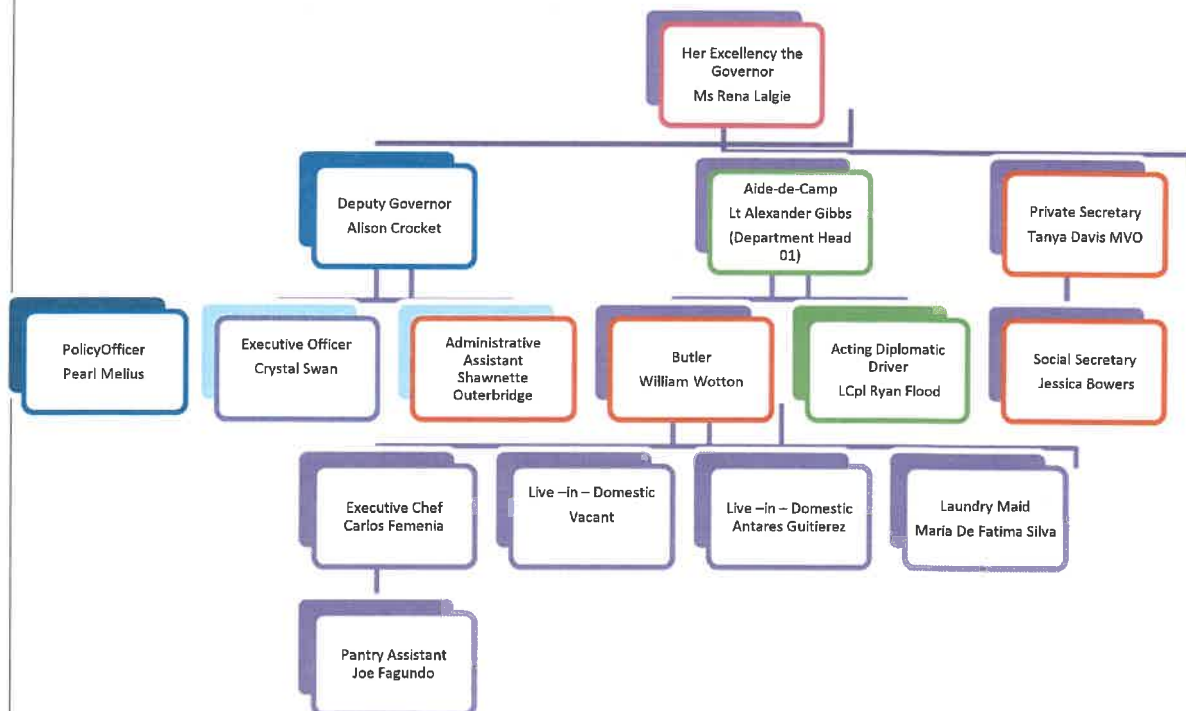 Her Excellency the
Governor
Ms Rena Lalgie
Deputy Governor
Alison Crocket
Aide-de-Camp
Lt Alexander Gibbs
(Department Head
01)
Private Secretary
Tanya Davis MVO
PolicyOfficer
Pearl Melius
Executive Officer
Crystal Swan
Administrative
Assistant
Shawnette
Outerbridge
Butler
William Wotton
Acting Diplomatic
Driver
LCpl Ryan Flood
Social Secretary
Jessica Bowers
Executive Chef
Carlos Femenia
Live –in – Domestic
Vacant
Live –in – Domestic
Antares Guitierez
Laundry Maid
Maria De Fatima Silva
Pantry Assistant
Joe Fagundo